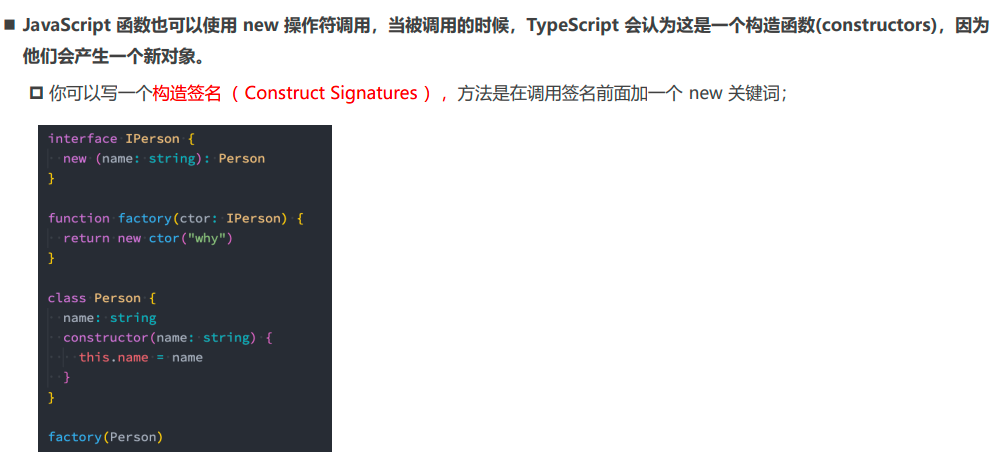 JavaScript 函数也可以使用 new 操作符调用，当被调用的时候，TypeScript 会认为这是一个构造函数(constructors)，因为
他们会产生一个新对象。
你可以写一个构造签名（ Construct Signatures ），方法是在调用签名前面加一个 new 关键词；
interface IPerson {
  new (name: string): Person
}

function factory(ctor: IPerson) {
  return new ctor("why")
}

class Person {
  name: string
  constructor(name: string) {
    this.name = name
  }
}

factory(Person)